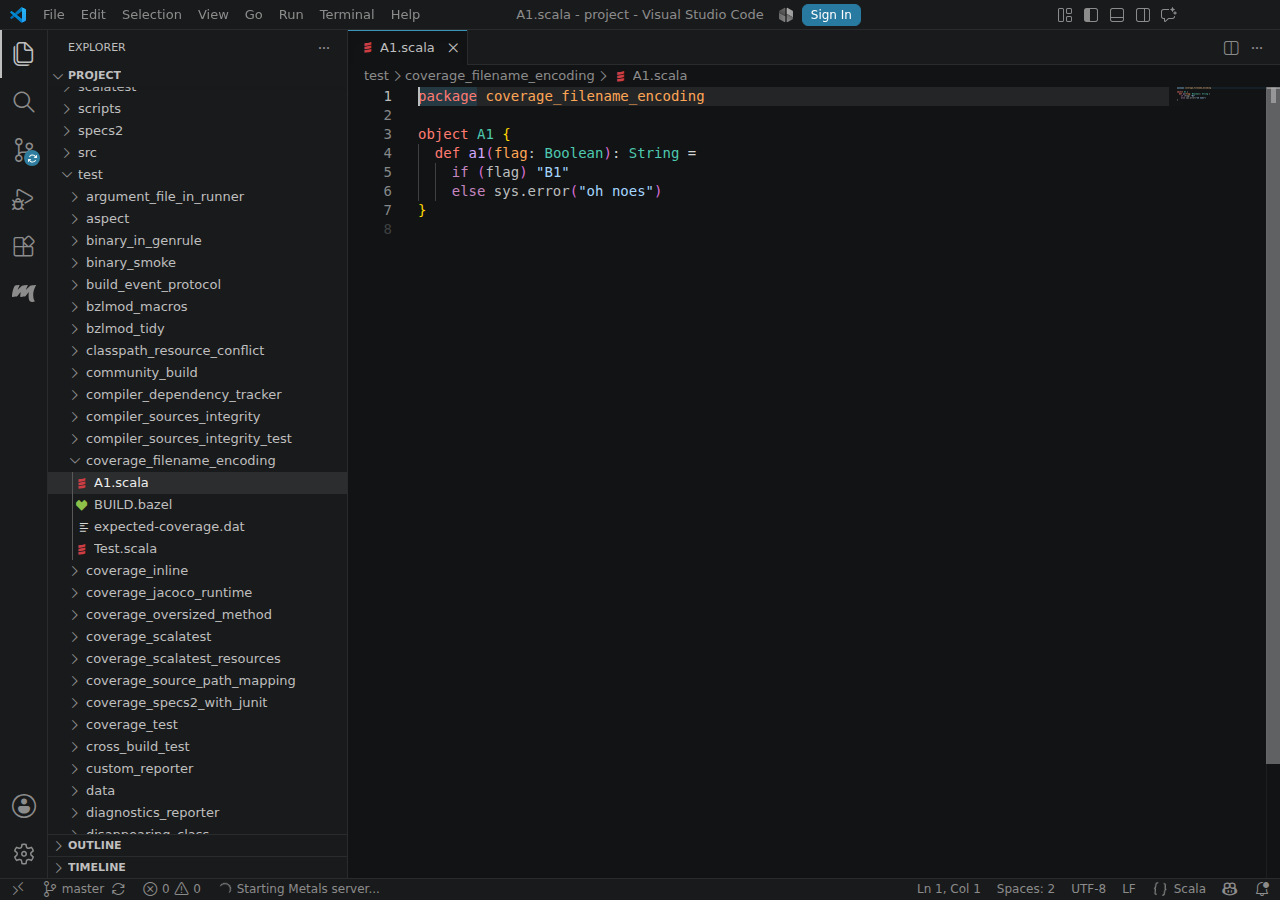 File Edit Selection View Go Run Terminal Help
A1.scala - project - Visual Studio Code
Sign In
EXPLORER
PROJECT
scalatest
scripts
specs2
src
test
argument_file_in_runner
aspect
binary_in_genrule
binary_smoke
build_event_protocol
bzlmod_macros
bzlmod_tidy
classpath_resource_conflict
community_build
compiler_dependency_tracker
compiler_sources_integrity
compiler_sources_integrity_test
coverage_filename_encoding
A1.scala
BUILD.bazel
expected-coverage.dat
Test.scala
coverage_inline
coverage_jacoco_runtime
coverage_oversized_method
coverage_scalatest
coverage_scalatest_resources
coverage_source_path_mapping
coverage_specs2_with_junit
coverage_test
cross_build_test
custom_reporter
data
diagnostics_reporter
disappearing_class
OUTLINE
TIMELINE
A1.scala
test > coverage_filename_encoding > A1.scala
1 package coverage_filename_encoding
2
3 object A1 {
4 def a1(flag: Boolean): String =
5 if (flag) "B1"
6 else sys.error("oh noes")
7 }
8
master 0 0 Starting Metals server... Ln 1, Col 1 Spaces: 2 UTF-8 LF { } Scala